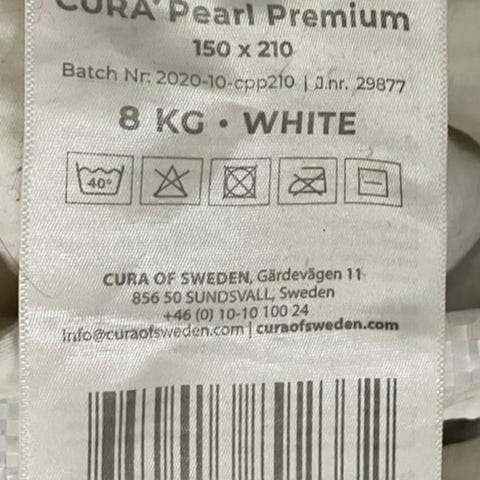 CURA® Pearl Premium
150 x 210
Batch Nr: 2020-10-cpp210 | J.nr. 29877
8 KG • WHITE
40°
CURA OF SWEDEN, Gärdevägen 11
856 50 SUNDSVALL, Sweden
+46 (0) 10-10 100 24
Info@curaofsweden.com | curaofsweden.com